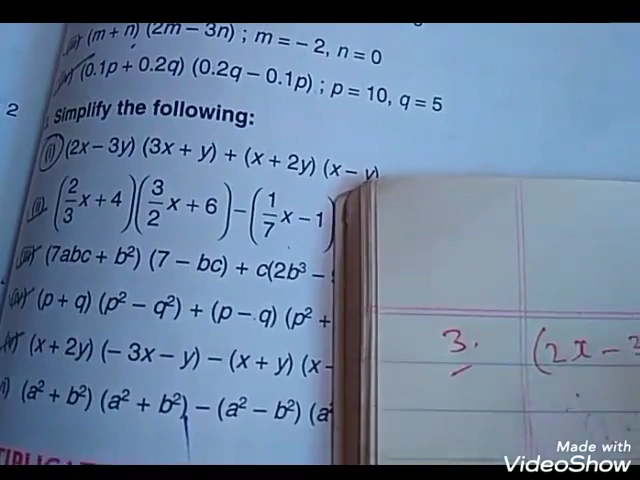 (m + n) (2m − 3n) ; m = − 2, n = 0
(0.1p + 0.2q) (0.2q − 0.1p) ; p = 10, q = 5
2
Simplify the following:
(i) (2x − 3y) (3x + y) + (x + 2y) (x − y)
(ii) (2/3 x + 4) (3/2 x + 6) − (1/7 x − 1)
(iii) (7abc + b²) (7 − bc) + c(2b³ −
(iv) (p + q) (p² − q²) + (p − q) (p² +
(v) (x + 2y) (− 3x − y) − (x + y) (x −
(a² + b²) (a² + b²) − (a² − b²) (a²
3. (2x − 3
Made with
VideoShow